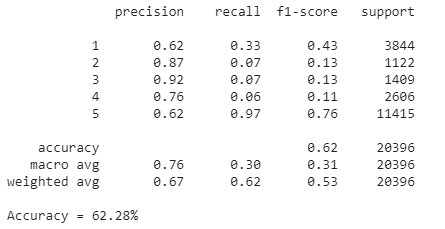 precision recall f1-score support
1 0.62 0.33 0.43 3844
2 0.87 0.07 0.13 1122
3 0.92 0.07 0.13 1409
4 0.76 0.06 0.11 2606
5 0.62 0.97 0.76 11415
accuracy 0.62 20396
macro avg 0.76 0.30 0.31 20396
weighted avg 0.67 0.62 0.53 20396
Accuracy = 62.28%